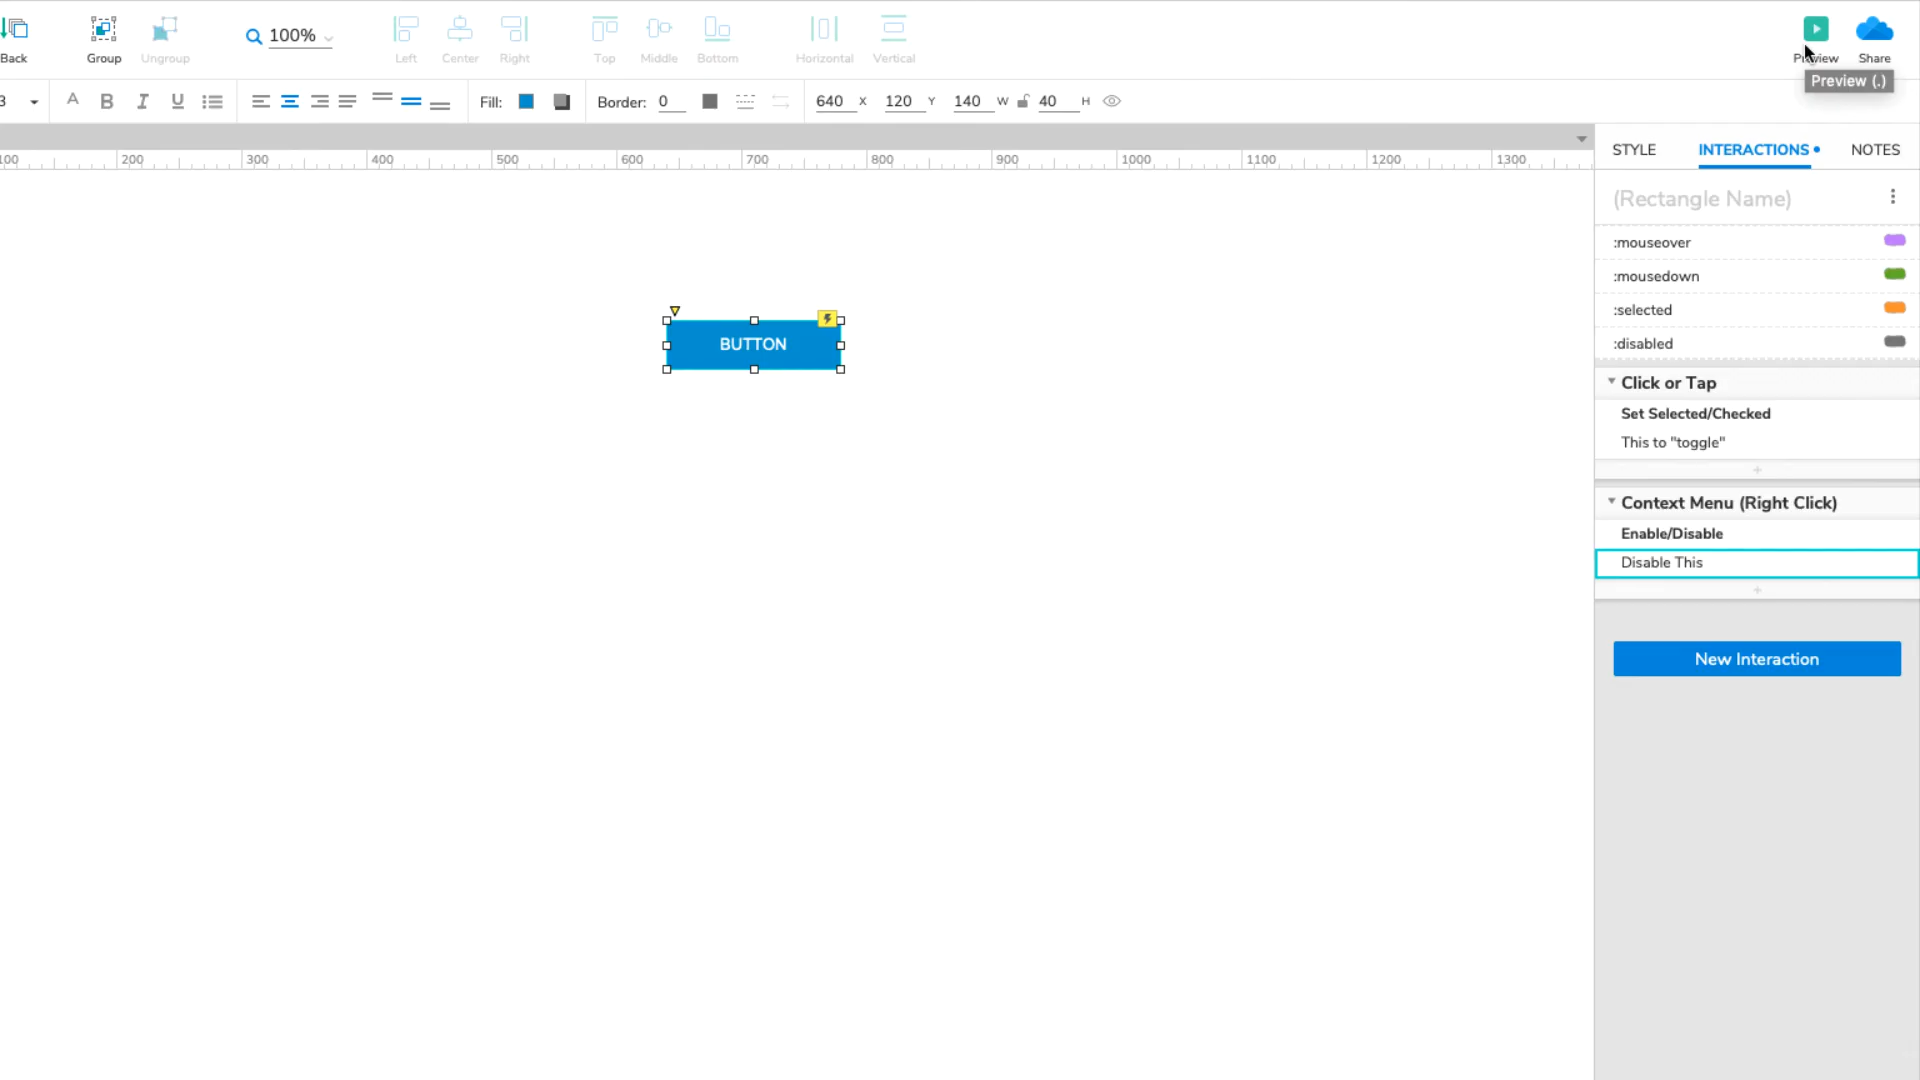 Back
Group
Ungroup
100%
Left
Center
Right
Top
Middle
Bottom
Horizontal
Vertical
Preview
Share
Preview (.)
3
A
B
I
U
Fill:
Border: 0
640 X
120 Y
140 W
40 H
100
200
300
400
500
600
700
800
900
1000
1100
1200
1300
STYLE
INTERACTIONS
NOTES
(Rectangle Name)
:mouseover
:mousedown
:selected
:disabled
BUTTON
Click or Tap
Set Selected/Checked
This to "toggle"
+
Context Menu (Right Click)
Enable/Disable
Disable This
+
New Interaction